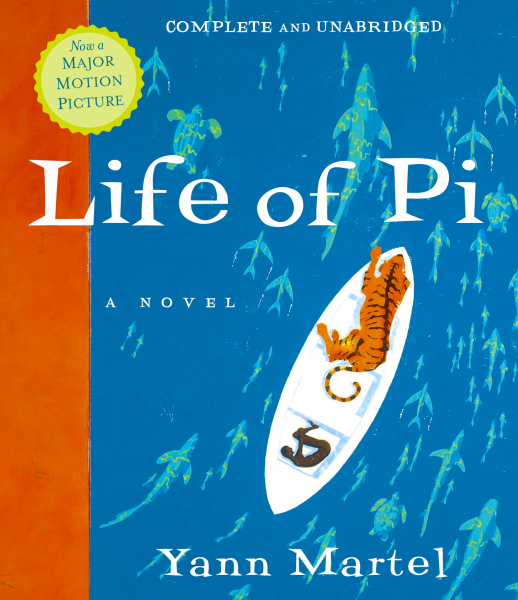 COMPLETE AND UNABRIDGED
Now a
MAJOR
MOTION
PICTURE
Life of Pi
A NOVEL
Yann Martel